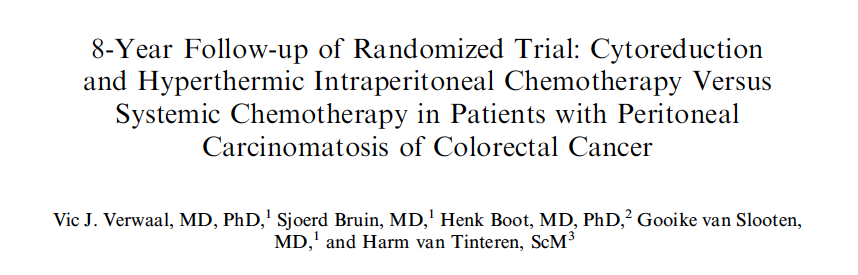 8-Year Follow-up of Randomized Trial: Cytoreduction
and Hyperthermic Intraperitoneal Chemotherapy Versus
Systemic Chemotherapy in Patients with Peritoneal
Carcinomatosis of Colorectal Cancer
Vic J. Verwaal, MD, PhD,¹ Sjoerd Bruin, MD,¹ Henk Boot, MD, PhD,² Gooike van Slooten,
MD,¹ and Harm van Tinteren, ScM³